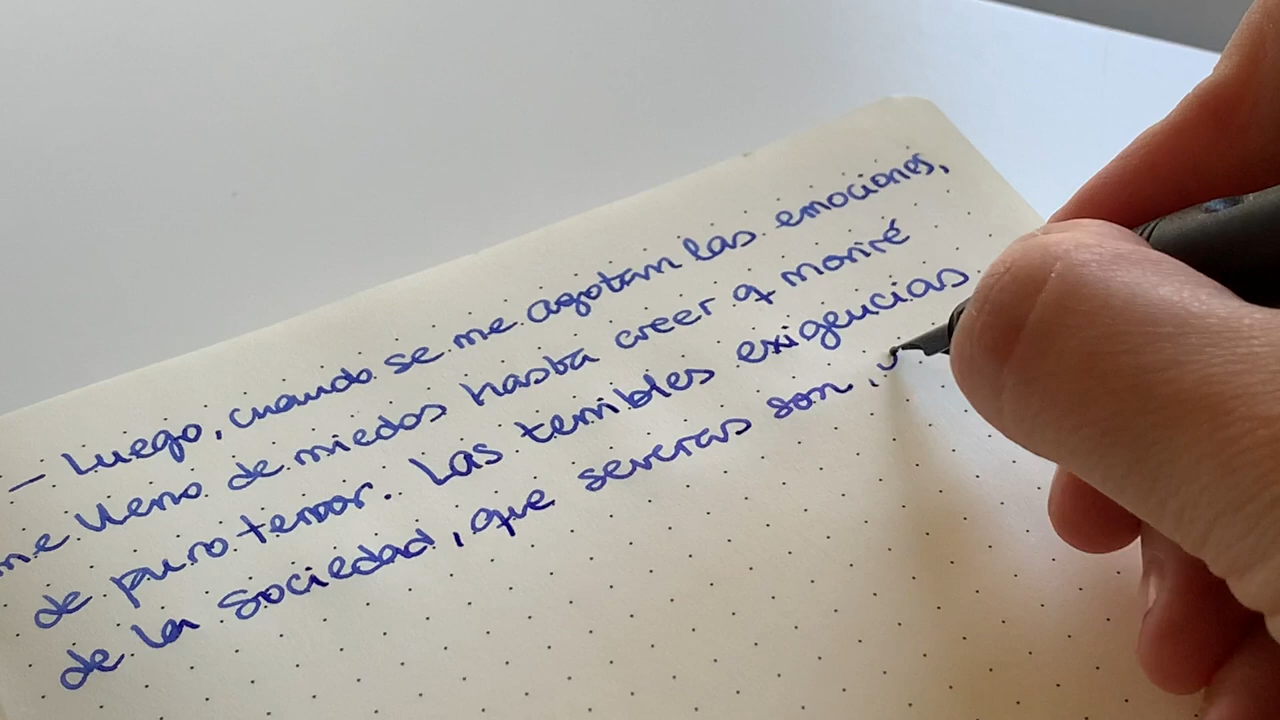 — Luego, cuando se me agotan las emociones,
me lleno de miedos hasta creer q moriré
de puro terror. Las terribles exigencias
de la sociedad, que severas son,